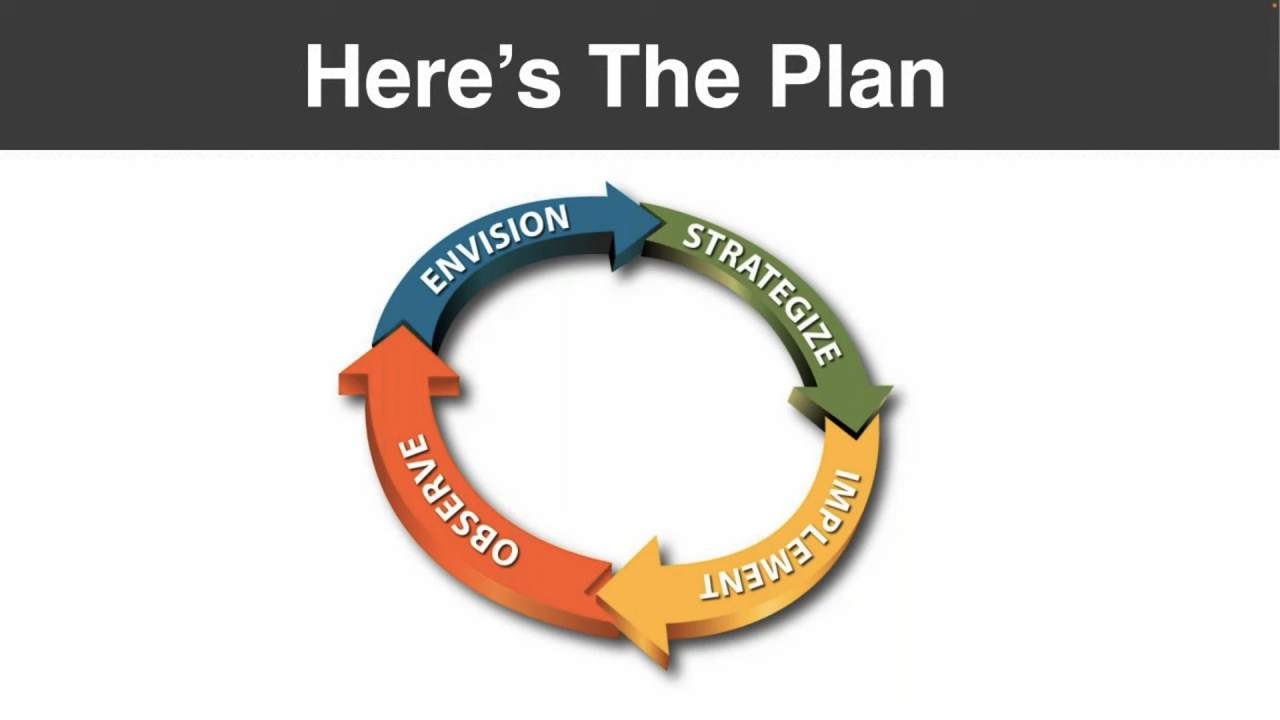 Here’s The Plan
ENVISION
STRATEGIZE
IMPLEMENT
OBSERVE